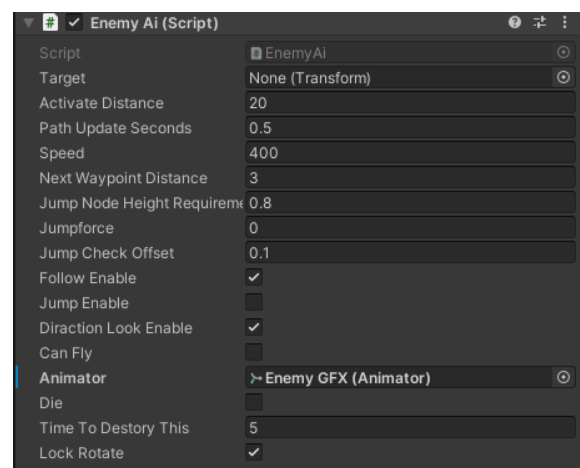 # Enemy Ai (Script)
Script EnemyAi
Target None (Transform)
Activate Distance 20
Path Update Seconds 0.5
Speed 400
Next Waypoint Distance 3
Jump Node Height Requireme 0.8
Jumpforce 0
Jump Check Offset 0.1
Follow Enable
Jump Enable
Diraction Look Enable
Can Fly
Animator Enemy GFX (Animator)
Die
Time To Destory This 5
Lock Rotate